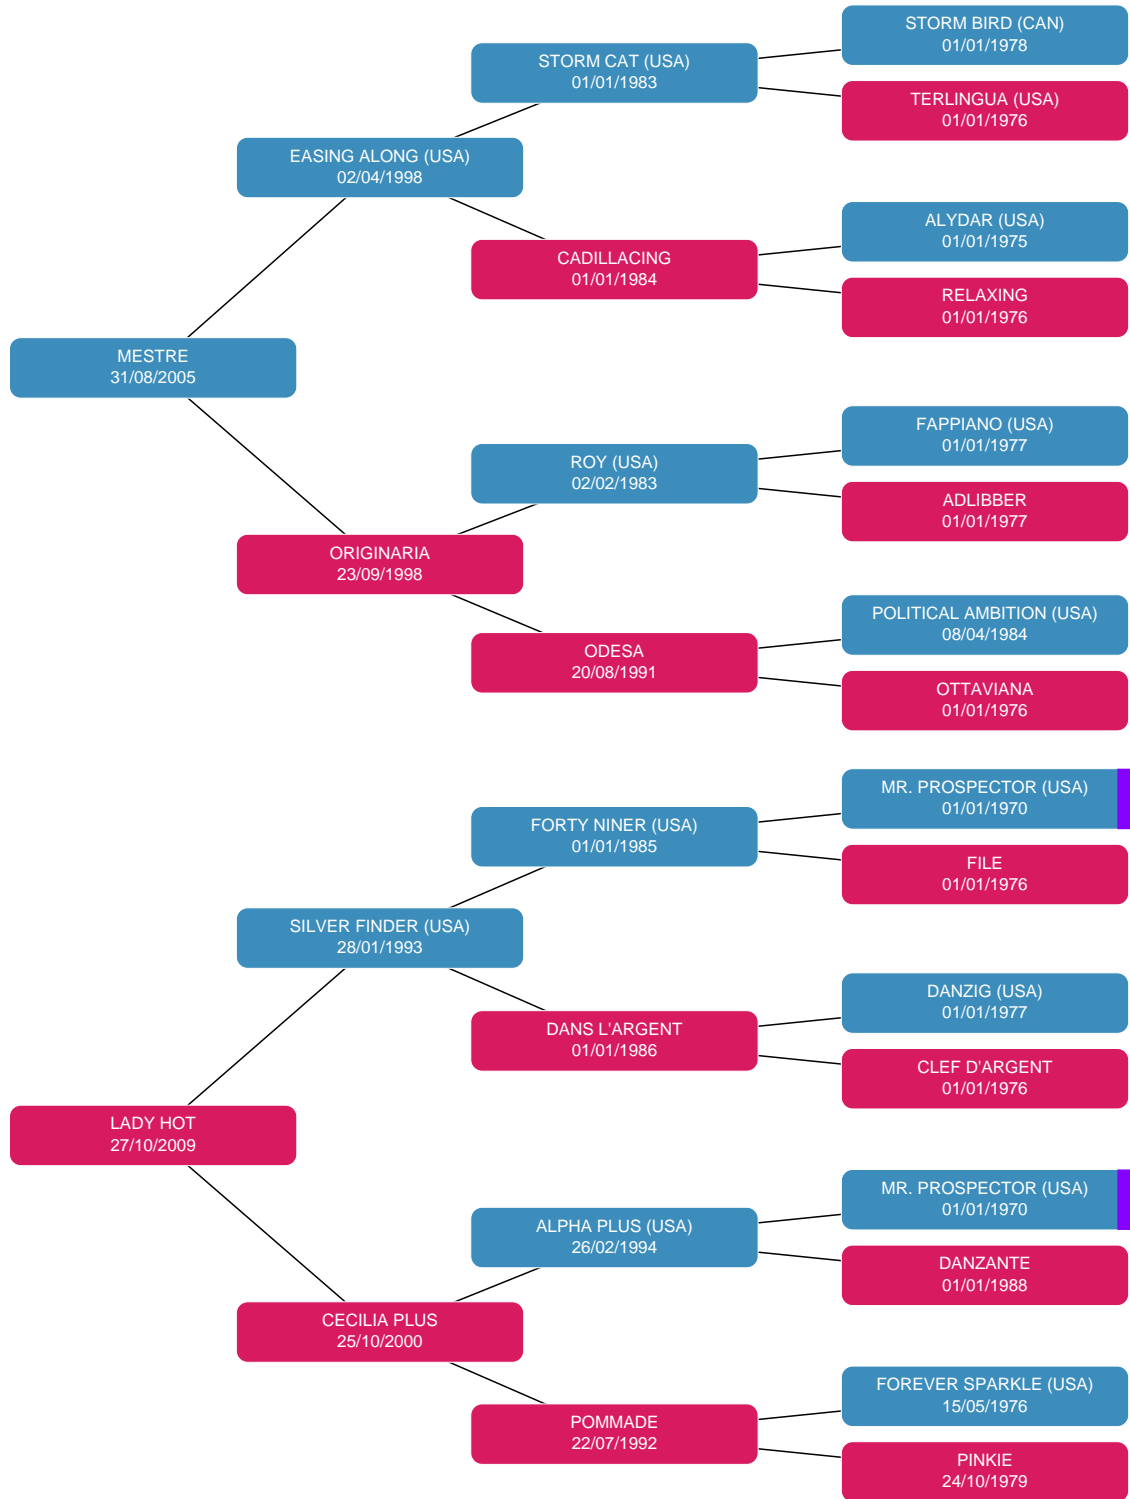 STORM BIRD (CAN)
01/01/1978
STORM CAT (USA)
01/01/1983
TERLINGUA (USA)
01/01/1976
EASING ALONG (USA)
02/04/1998
ALYDAR (USA)
01/01/1975
CADILLACING
01/01/1984
RELAXING
01/01/1976
MESTRE
31/08/2005
FAPPIANO (USA)
01/01/1977
ROY (USA)
02/02/1983
ADLIBBER
01/01/1977
ORIGINARIA
23/09/1998
POLITICAL AMBITION (USA)
08/04/1984
ODESA
20/08/1991
OTTAVIANA
01/01/1976
MR. PROSPECTOR (USA)
01/01/1970
FORTY NINER (USA)
01/01/1985
FILE
01/01/1976
SILVER FINDER (USA)
28/01/1993
DANZIG (USA)
01/01/1977
DANS L'ARGENT
01/01/1986
CLEF D'ARGENT
01/01/1976
LADY HOT
27/10/2009
MR. PROSPECTOR (USA)
01/01/1970
ALPHA PLUS (USA)
26/02/1994
DANZANTE
01/01/1988
CECILIA PLUS
25/10/2000
FOREVER SPARKLE (USA)
15/05/1976
POMMADE
22/07/1992
PINKIE
24/10/1979